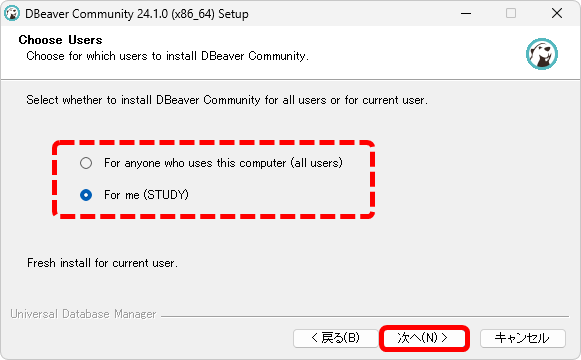 DBeaver Community 24.1.0 (x86_64) Setup
Choose Users
Choose for which users to install DBeaver Community.
Select whether to install DBeaver Community for all users or for current user.
For anyone who uses this computer (all users)
For me (STUDY)
Fresh install for current user.
Universal Database Manager
< 戻る(B)
次へ(N) >
キャンセル